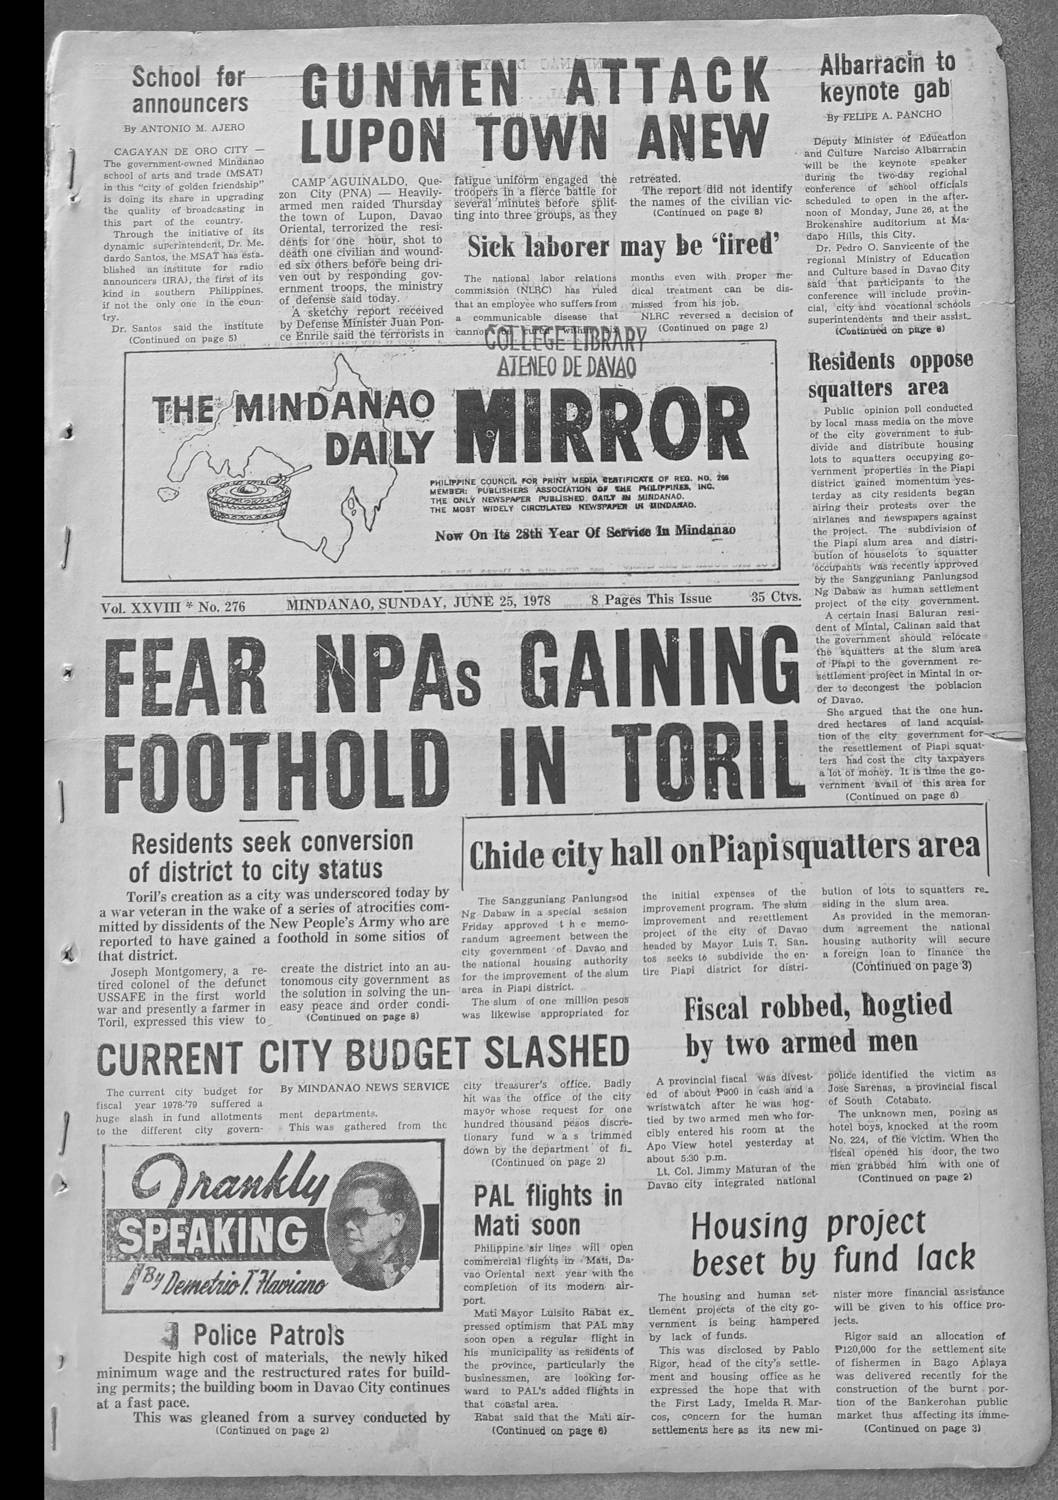 School for
announcers
By ANTONIO M. AJERO
CAGAYAN DE ORO CITY —
The government-owned Mindanao
school of arts and trade (MSAT)
in this "city of golden friendship"
is doing its share in upgrading
the quality of broadcasting in
this part of the country.
Through the initiative of its
dynamic superintendent, Dr. Me-
dardo Santos, the MSAT has esta-
blished an institute for radio
announcers (IRA), the first of its
kind in southern Philippines,
if not the only one in the coun-
try.
Dr. Santos said the institute
(Continued on page 5)
GUNMEN ATTACK
LUPON TOWN ANEW
CAMP AGUINALDO, Que-
zon City (PNA) — Heavily-
armed men raided Thursday
the town of Lupon, Davao
Oriental, terrorized the resi-
dents for one hour, shot to
death one civilian and wound-
ed six others before being dri-
ven out by responding gov-
ernment troops, the ministry
of defense said today.
A sketchy report received
by Defense Minister Juan Pon-
ce Enrile said the terrorists in
fatigue uniform engaged the
troopers in a fierce battle for
several minutes before split-
ting into three groups, as they
retreated.
The report did not identify
the names of the civilian vic-
(Continued on page 8)
Sick laborer may be 'fired'
The national labor relations
commission (NLRC) has ruled
that an employee who suffers from
a communicable disease that
cannot be cured within six
months even with proper me-
dical treatment can be dis-
missed from his job.
NLRC reversed a decision of
(Continued on page 2)
Albarracin to
keynote gab
By FELIPE A. PANCHO
Deputy Minister of Education
and Culture Narciso Albarracin
will be the keynote speaker
during the two-day regional
conference of school officials
scheduled to open in the after-
noon of Monday, June 26, at the
Brokenshire auditorium at Ma-
dapo Hills, this City.
Dr. Pedro O. Sanvicente of the
regional Ministry of Education
and Culture based in Davao City
said that participants to the
conference will include provin-
cial, city and vocational schools
superintendents and their assist-
(Continued on page 8)
COLLEGE LIBRARY
ATENEO DE DAVAO
THE MINDANAO
DAILY MIRROR
PHILIPPINE COUNCIL FOR PRINT MEDIA CERTIFICATE OF REG. NO. 266
MEMBER: PUBLISHERS ASSOCIATION OF THE PHILIPPINES, INC.
THE ONLY NEWSPAPER PUBLISHED DAILY IN MINDANAO.
THE MOST WIDELY CIRCULATED NEWSPAPER IN MINDANAO.
Now On Its 28th Year Of Service In Mindanao
Vol. XXVIII * No. 276 MINDANAO, SUNDAY, JUNE 25, 1978 8 Pages This Issue 35 Ctvs.
Residents oppose
squatters area
Public opinion poll conducted
by local mass media on the move
of the city government to sub-
divide and distribute housing
lots to squatters occupying go-
vernment properties in the Piapi
district gained momentum yes-
terday as city residents began
airing their protests over the
airlanes and newspapers against
the project. The subdivision of
the Piapi slum area and distri-
bution of houselots to squatter
occupants was recently approved
by the Sangguniang Panlungsod
Ng Dabaw as human settlement
project of the city government.
A certain Inasi Baluran resi-
dent of Mintal, Calinan said that
the government should relocate
the squatters at the slum area
of Piapi to the government re-
settlement project in Mintal in or-
der to decongest the poblacion
of Davao.
She argued that the one hun-
dred hectares of land acquisi-
tion of the city government for
the resettlement of Piapi squat-
ters had cost the city taxpayers
a lot of money. It is time the go-
vernment avail of this area for
(Continued on page 6)
FEAR NPAs GAINING
FOOTHOLD IN TORIL
Residents seek conversion
of district to city status
Toril's creation as a city was underscored today by
a war veteran in the wake of a series of atrocities com-
mitted by dissidents of the New People's Army who are
reported to have gained a foothold in some sitios of
that district.
Joseph Montgomery, a re-
tired colonel of the defunct
USSAFE in the first world
war and presently a farmer in
Toril, expressed this view to
create the district into an au-
tonomous city government as
the solution in solving the un-
easy peace and order condi-
(Continued on page 8)
Chide city hall on Piapi squatters area
The Sangguniang Panlungsod
Ng Dabaw in a special session
Friday approved the memo-
randum agreement between the
city government of Davao and
the national housing authority
for the improvement of the slum
area in Piapi district.
The slum of one million pesos
was likewise appropriated for
the initial expenses of the
improvement program. The slum
improvement and resettlement
project of the city of Davao
headed by Mayor Luis T. San-
tos seeks to subdivide the en-
tire Piapi district for distri-
bution of lots to squatters re-
siding in the slum area.
As provided in the memoran-
dum agreement the national
housing authority will secure
a foreign loan to finance the
(Continued on page 3)
CURRENT CITY BUDGET SLASHED
By MINDANAO NEWS SERVICE
The current city budget for
fiscal year 1978-'79 suffered a
huge slash in fund allotments
to the different city govern-
ment departments.
This was gathered from the
city treasurer's office. Badly
hit was the office of the city
mayor whose request for one
hundred thousand pesos discre-
tionary fund was trimmed
down by the department of fi-
(Continued on page 2)
Fiscal robbed, hogtied
by two armed men
A provincial fiscal was divest-
ed of about P900 in cash and a
wristwatch after he was hog-
tied by two armed men who for-
cibly entered his room at the
Apo View hotel yesterday at
about 5:30 p.m.
Lt. Col. Jimmy Maturan of the
Davao city integrated national
police identified the victim as
Jose Sarenas, a provincial fiscal
of South Cotabato.
The unknown men, posing as
hotel boys, knocked at the room
No. 224, of the victim. When the
fiscal opened his door, the two
men grabbed him with one of
(Continued on page 2)
Frankly
SPEAKING
By Demetrio T. Flaviano
Police Patrols
Despite high cost of materials, the newly hiked
minimum wage and the restructured rates for build-
ing permits; the building boom in Davao City continues
at a fast pace.
This was gleaned from a survey conducted by
(Continued on page 2)
PAL flights in
Mati soon
Philippine air lines will open
commercial flights in Mati, Da-
vao Oriental next year with the
completion of its modern air-
port.
Mati Mayor Luisito Rabat ex-
pressed optimism that PAL may
soon open a regular flight in
his municipality as residents of
the province, particularly the
businessmen, are looking for-
ward to PAL's added flights in
that coastal area.
Rabat said that the Mati air-
(Continued on page 6)
Housing project
beset by fund lack
The housing and human set-
tlement projects of the city go-
vernment is being hampered
by lack of funds.
This was disclosed by Pablo
Rigor, head of the city's settle-
ment and housing office as he
expressed the hope that with
the First Lady, Imelda R. Mar-
cos, concern for the human
settlements here as its new mi-
nister more financial assistance
will be given to his office pro-
jects.
Rigor said an allocation of
P120,000 for the settlement site
of fishermen in Bago Aplaya
was delivered recently for the
construction of the burnt por-
tion of the Bankerohan public
market thus affecting its imme-
(Continued on page 3)